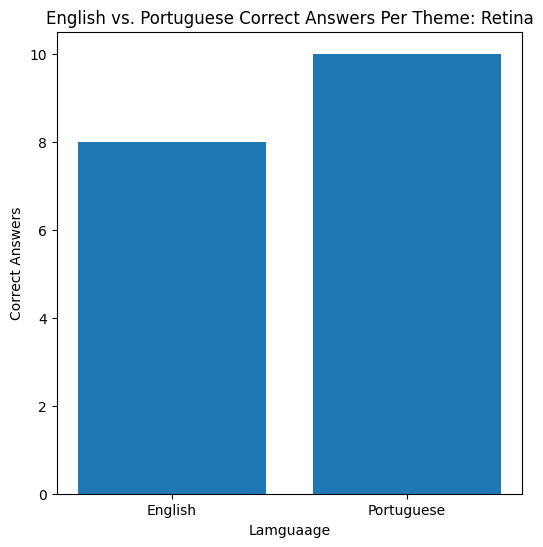 English vs. Portuguese Correct Answers Per Theme: Retina
10
8
6
4
2
0
Correct Answers
English Portuguese
Lamguaage